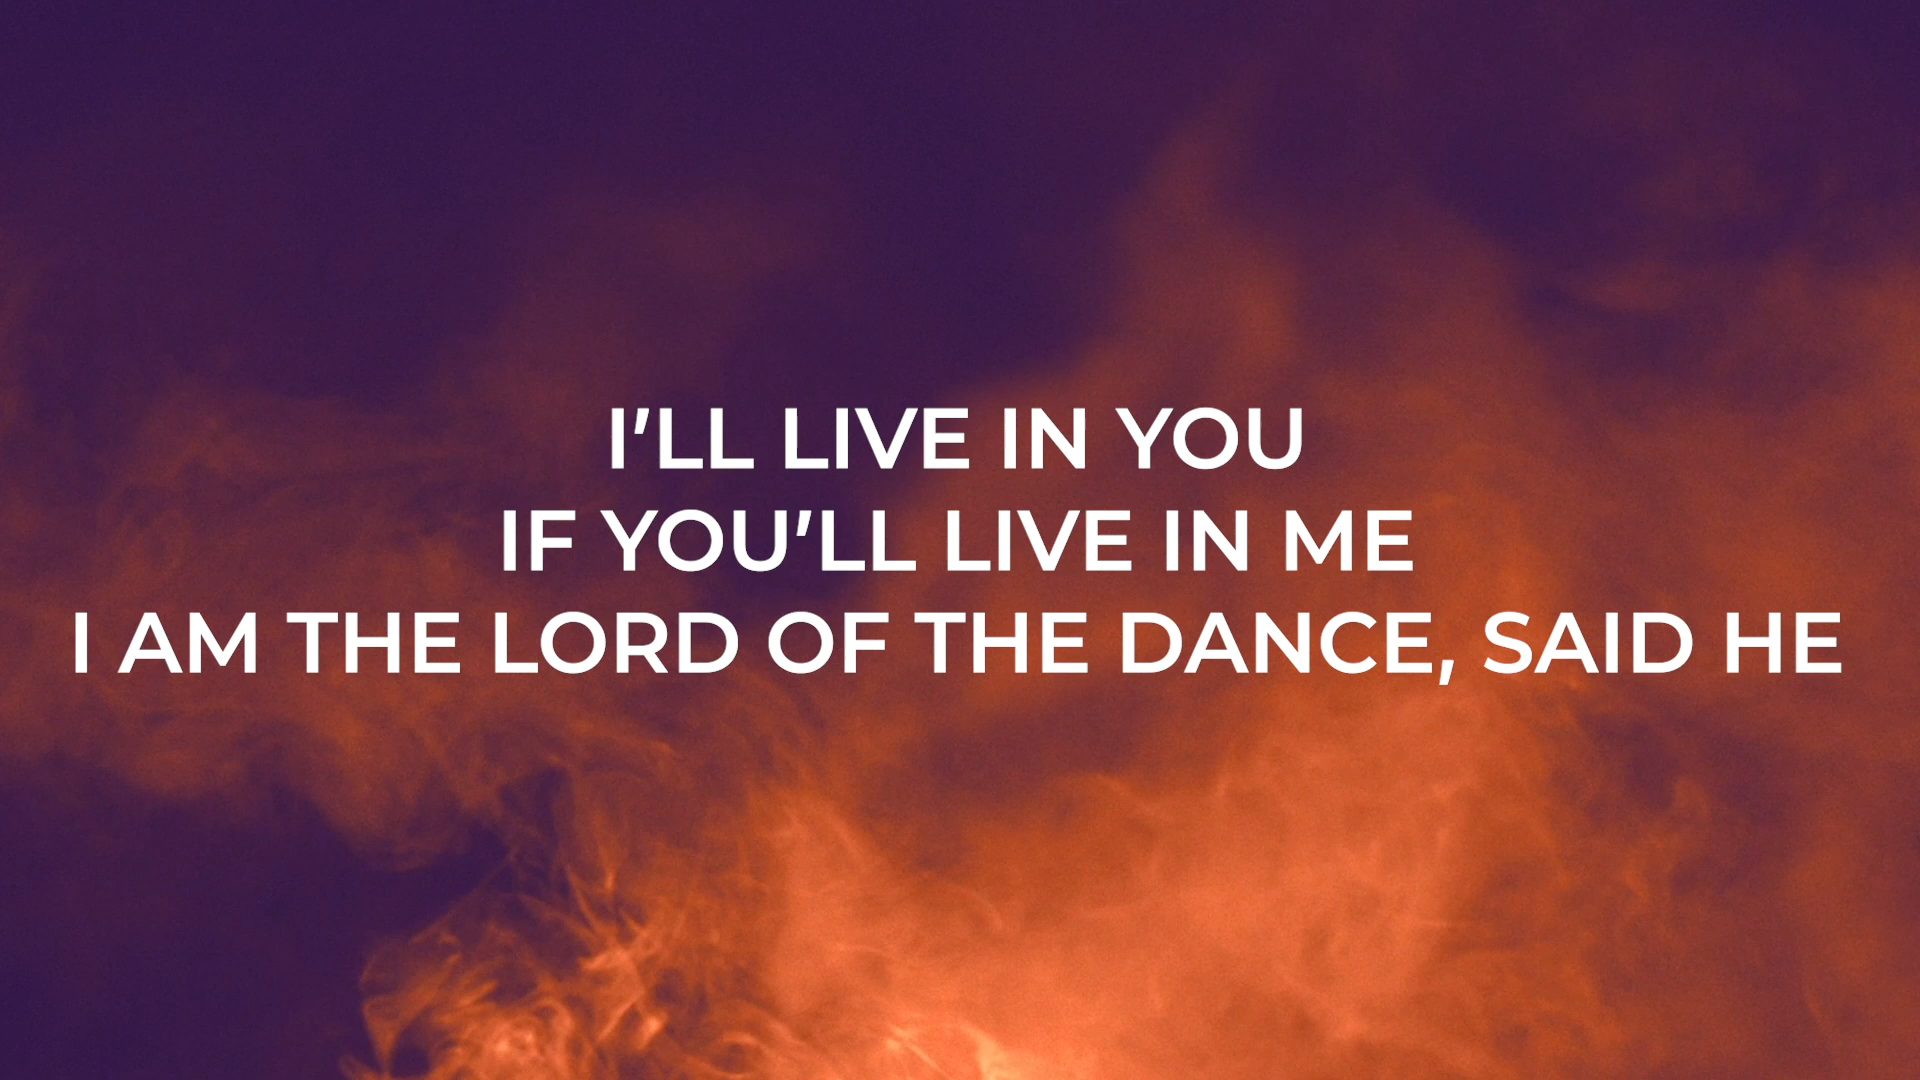 I’LL LIVE IN YOU
IF YOU’LL LIVE IN ME
I AM THE LORD OF THE DANCE, SAID HE